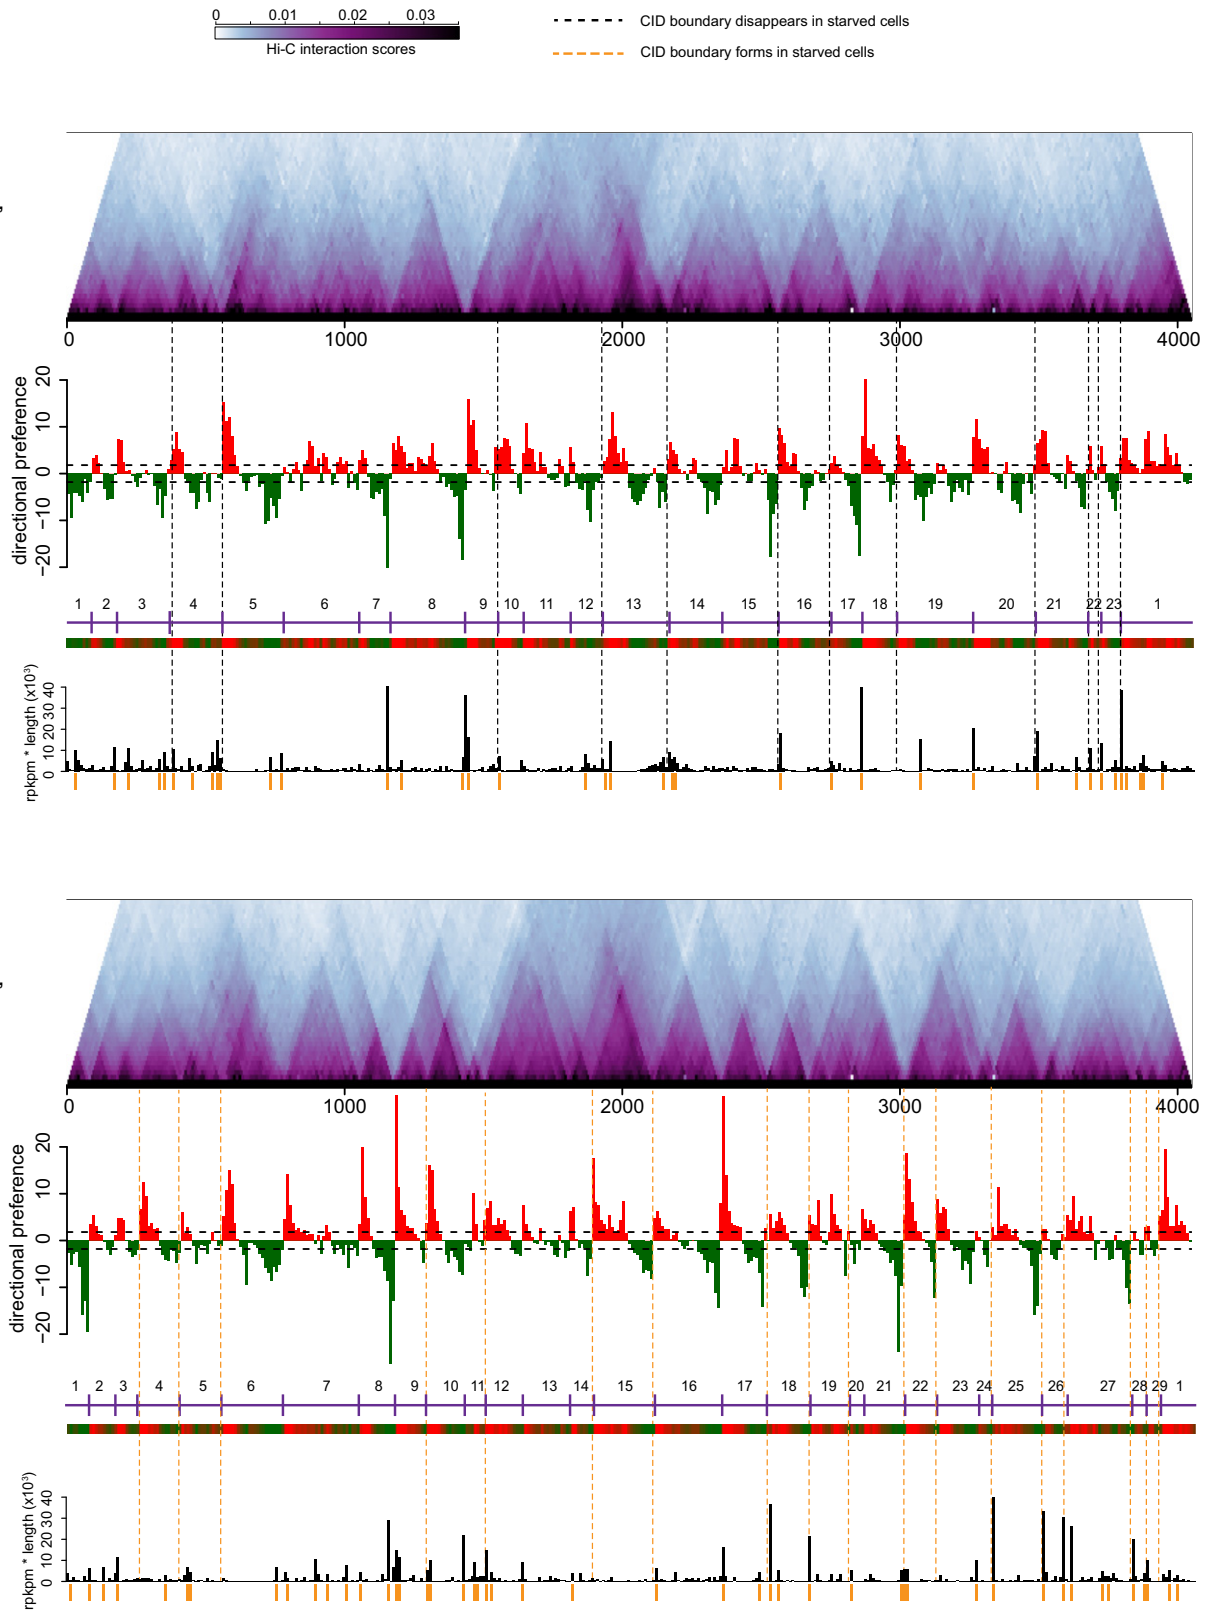 0 0.01 0.02 0.03
Hi-C interaction scores
CID boundary disappears in starved cells
CID boundary forms in starved cells
,
0 1000 2000 3000 4000
directional preference
20
10
0
−10
−20
1 2 3 4 5 6 7 8 9 10 11 12 13 14 15 16 17 18 19 20 21 22 23 1
rpkpm * length (x10³)
40
30
20
10
0
,
0 1000 2000 3000 4000
directional preference
20
10
0
−10
−20
1 2 3 4 5 6 7 8 9 10 11 12 13 14 15 16 17 18 19 20 21 22 23 24 25 26 27 28 29 1
rpkpm * length (x10³)
40
30
20
10
0